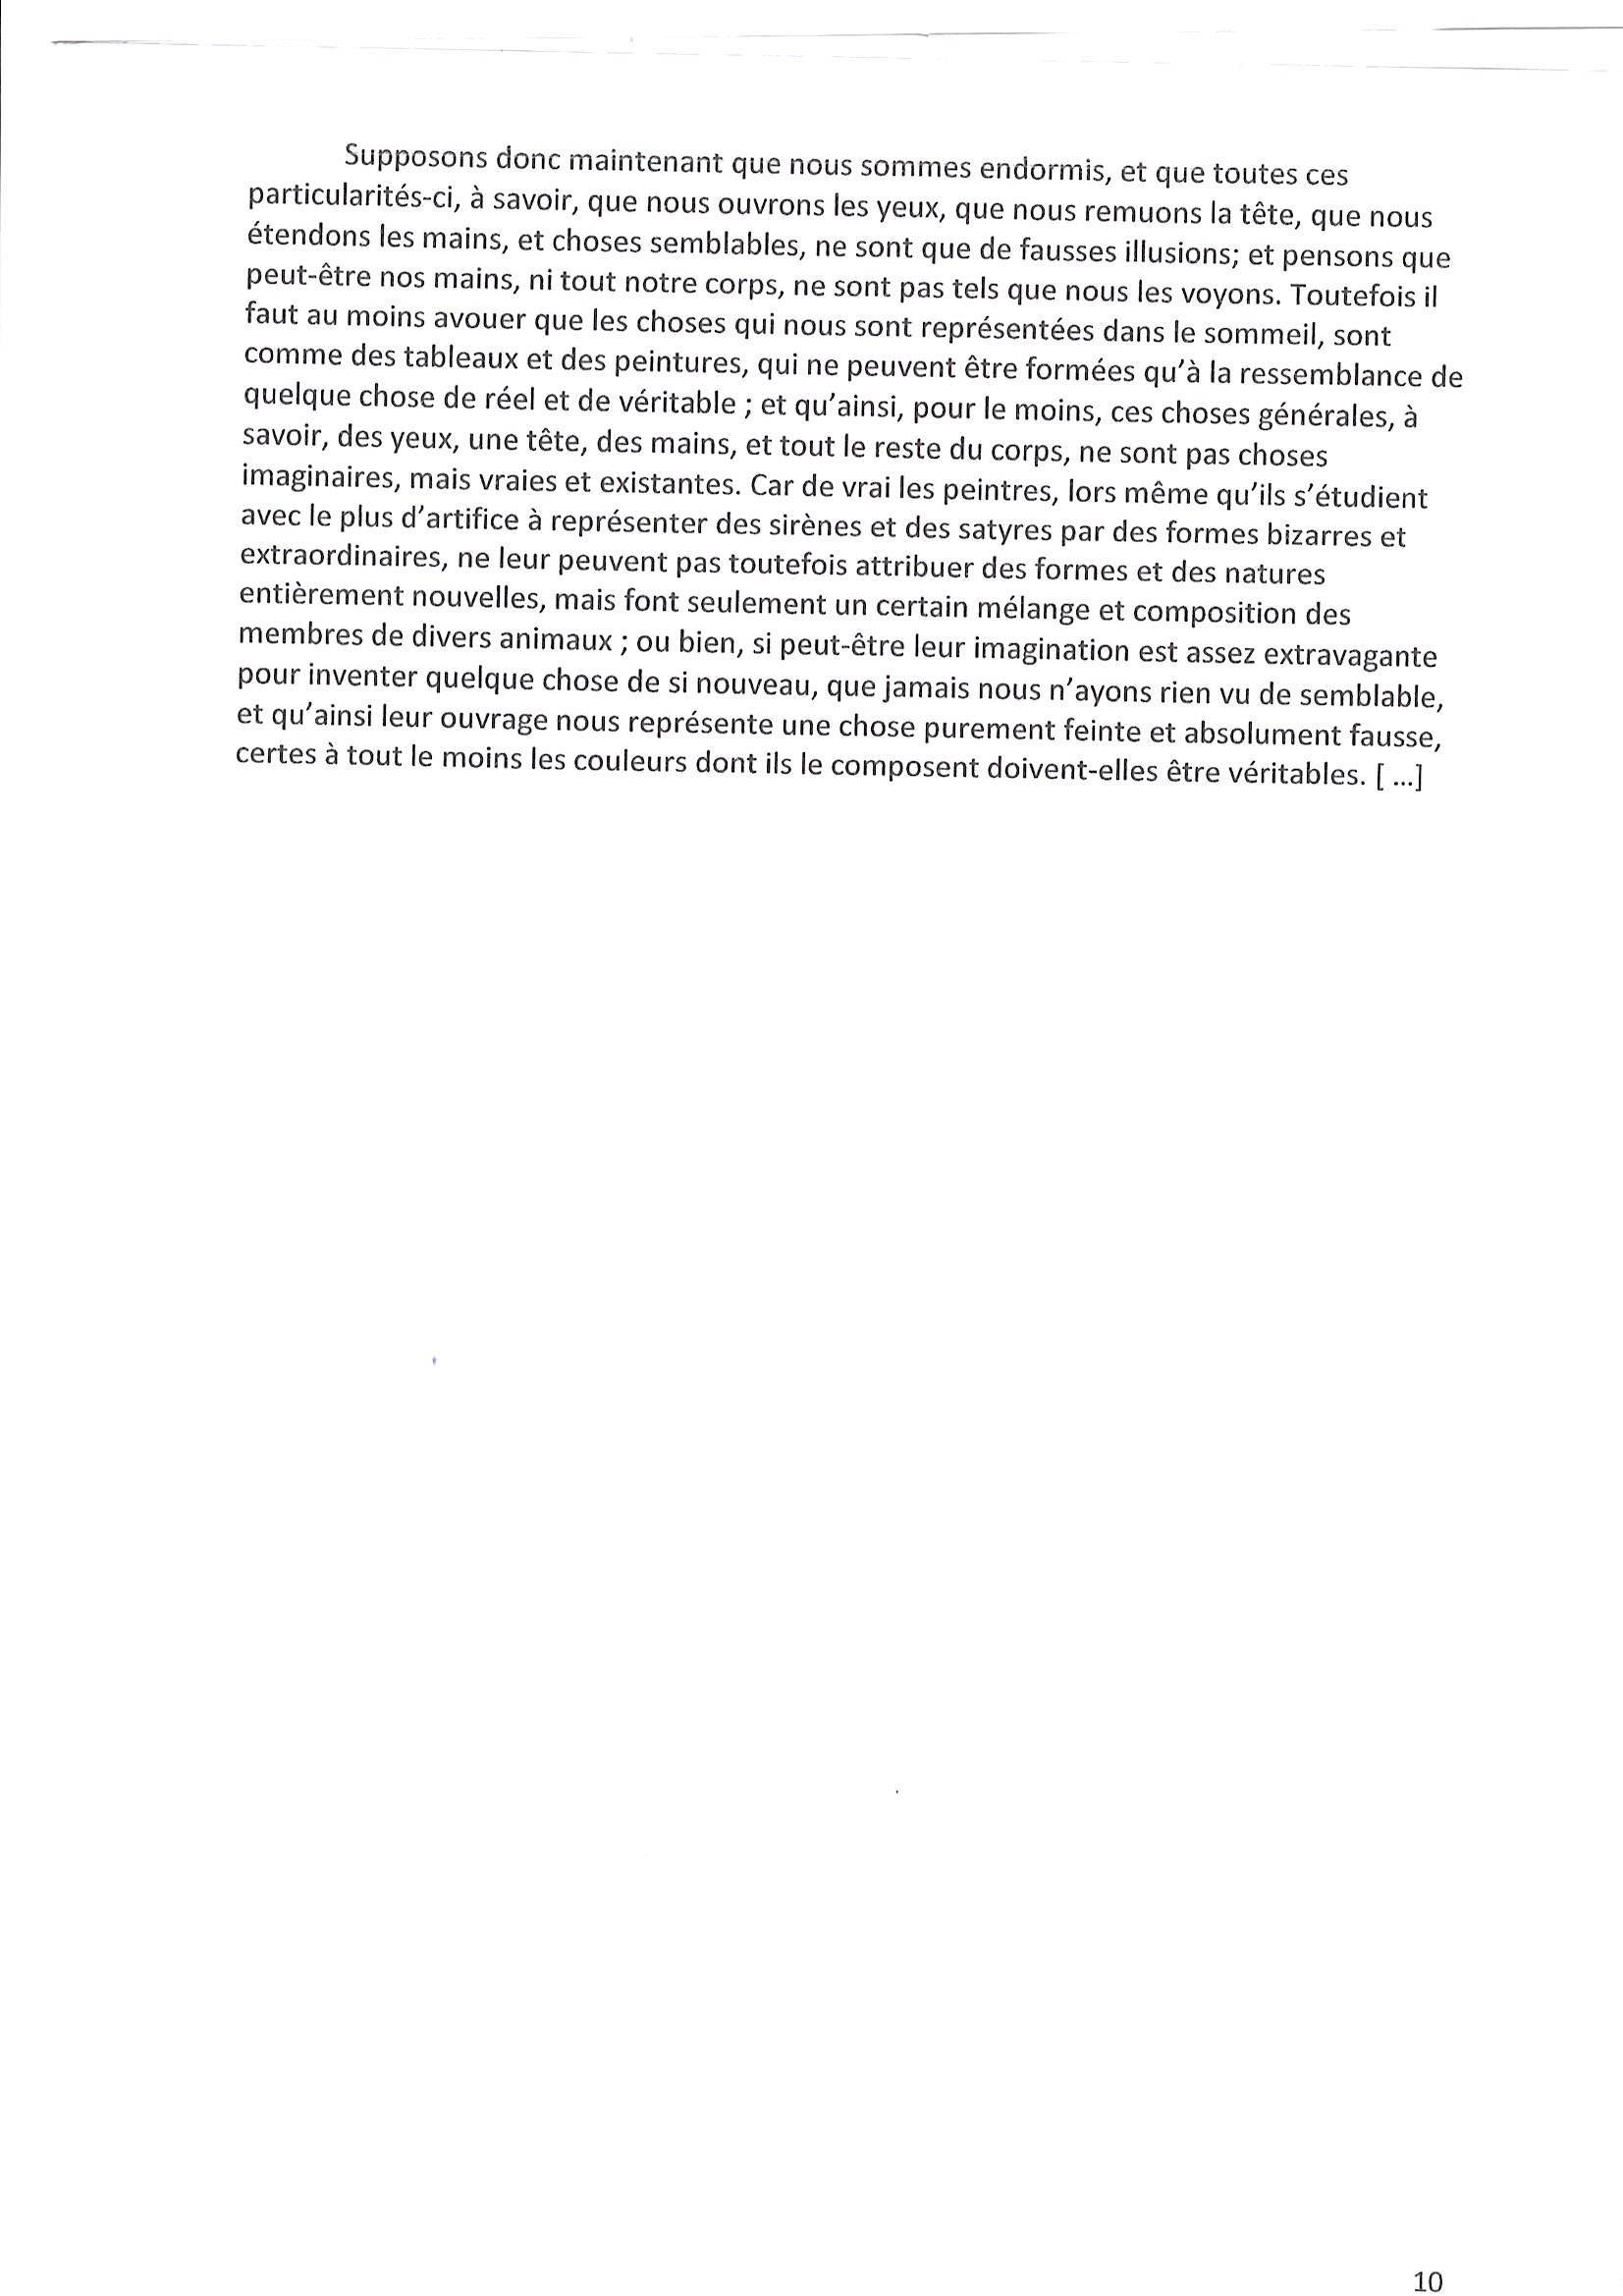 Supposons donc maintenant que nous sommes endormis, et que toutes ces
particularités-ci, à savoir, que nous ouvrons les yeux, que nous remuons la tête, que nous
étendons les mains, et choses semblables, ne sont que de fausses illusions; et pensons que
peut-être nos mains, ni tout notre corps, ne sont pas tels que nous les voyons. Toutefois il
faut au moins avouer que les choses qui nous sont représentées dans le sommeil, sont
comme des tableaux et des peintures, qui ne peuvent être formées qu'à la ressemblance de
quelque chose de réel et de véritable ; et qu'ainsi, pour le moins, ces choses générales, à
savoir, des yeux, une tête, des mains, et tout le reste du corps, ne sont pas choses
imaginaires, mais vraies et existantes. Car de vrai les peintres, lors même qu'ils s'étudient
avec le plus d'artifice à représenter des sirènes et des satyres par des formes bizarres et
extraordinaires, ne leur peuvent pas toutefois attribuer des formes et des natures
entièrement nouvelles, mais font seulement un certain mélange et composition des
membres de divers animaux ; ou bien, si peut-être leur imagination est assez extravagante
pour inventer quelque chose de si nouveau, que jamais nous n'ayons rien vu de semblable,
et qu'ainsi leur ouvrage nous représente une chose purement feinte et absolument fausse,
certes à tout le moins les couleurs dont ils le composent doivent-elles être véritables. [ ...]
10